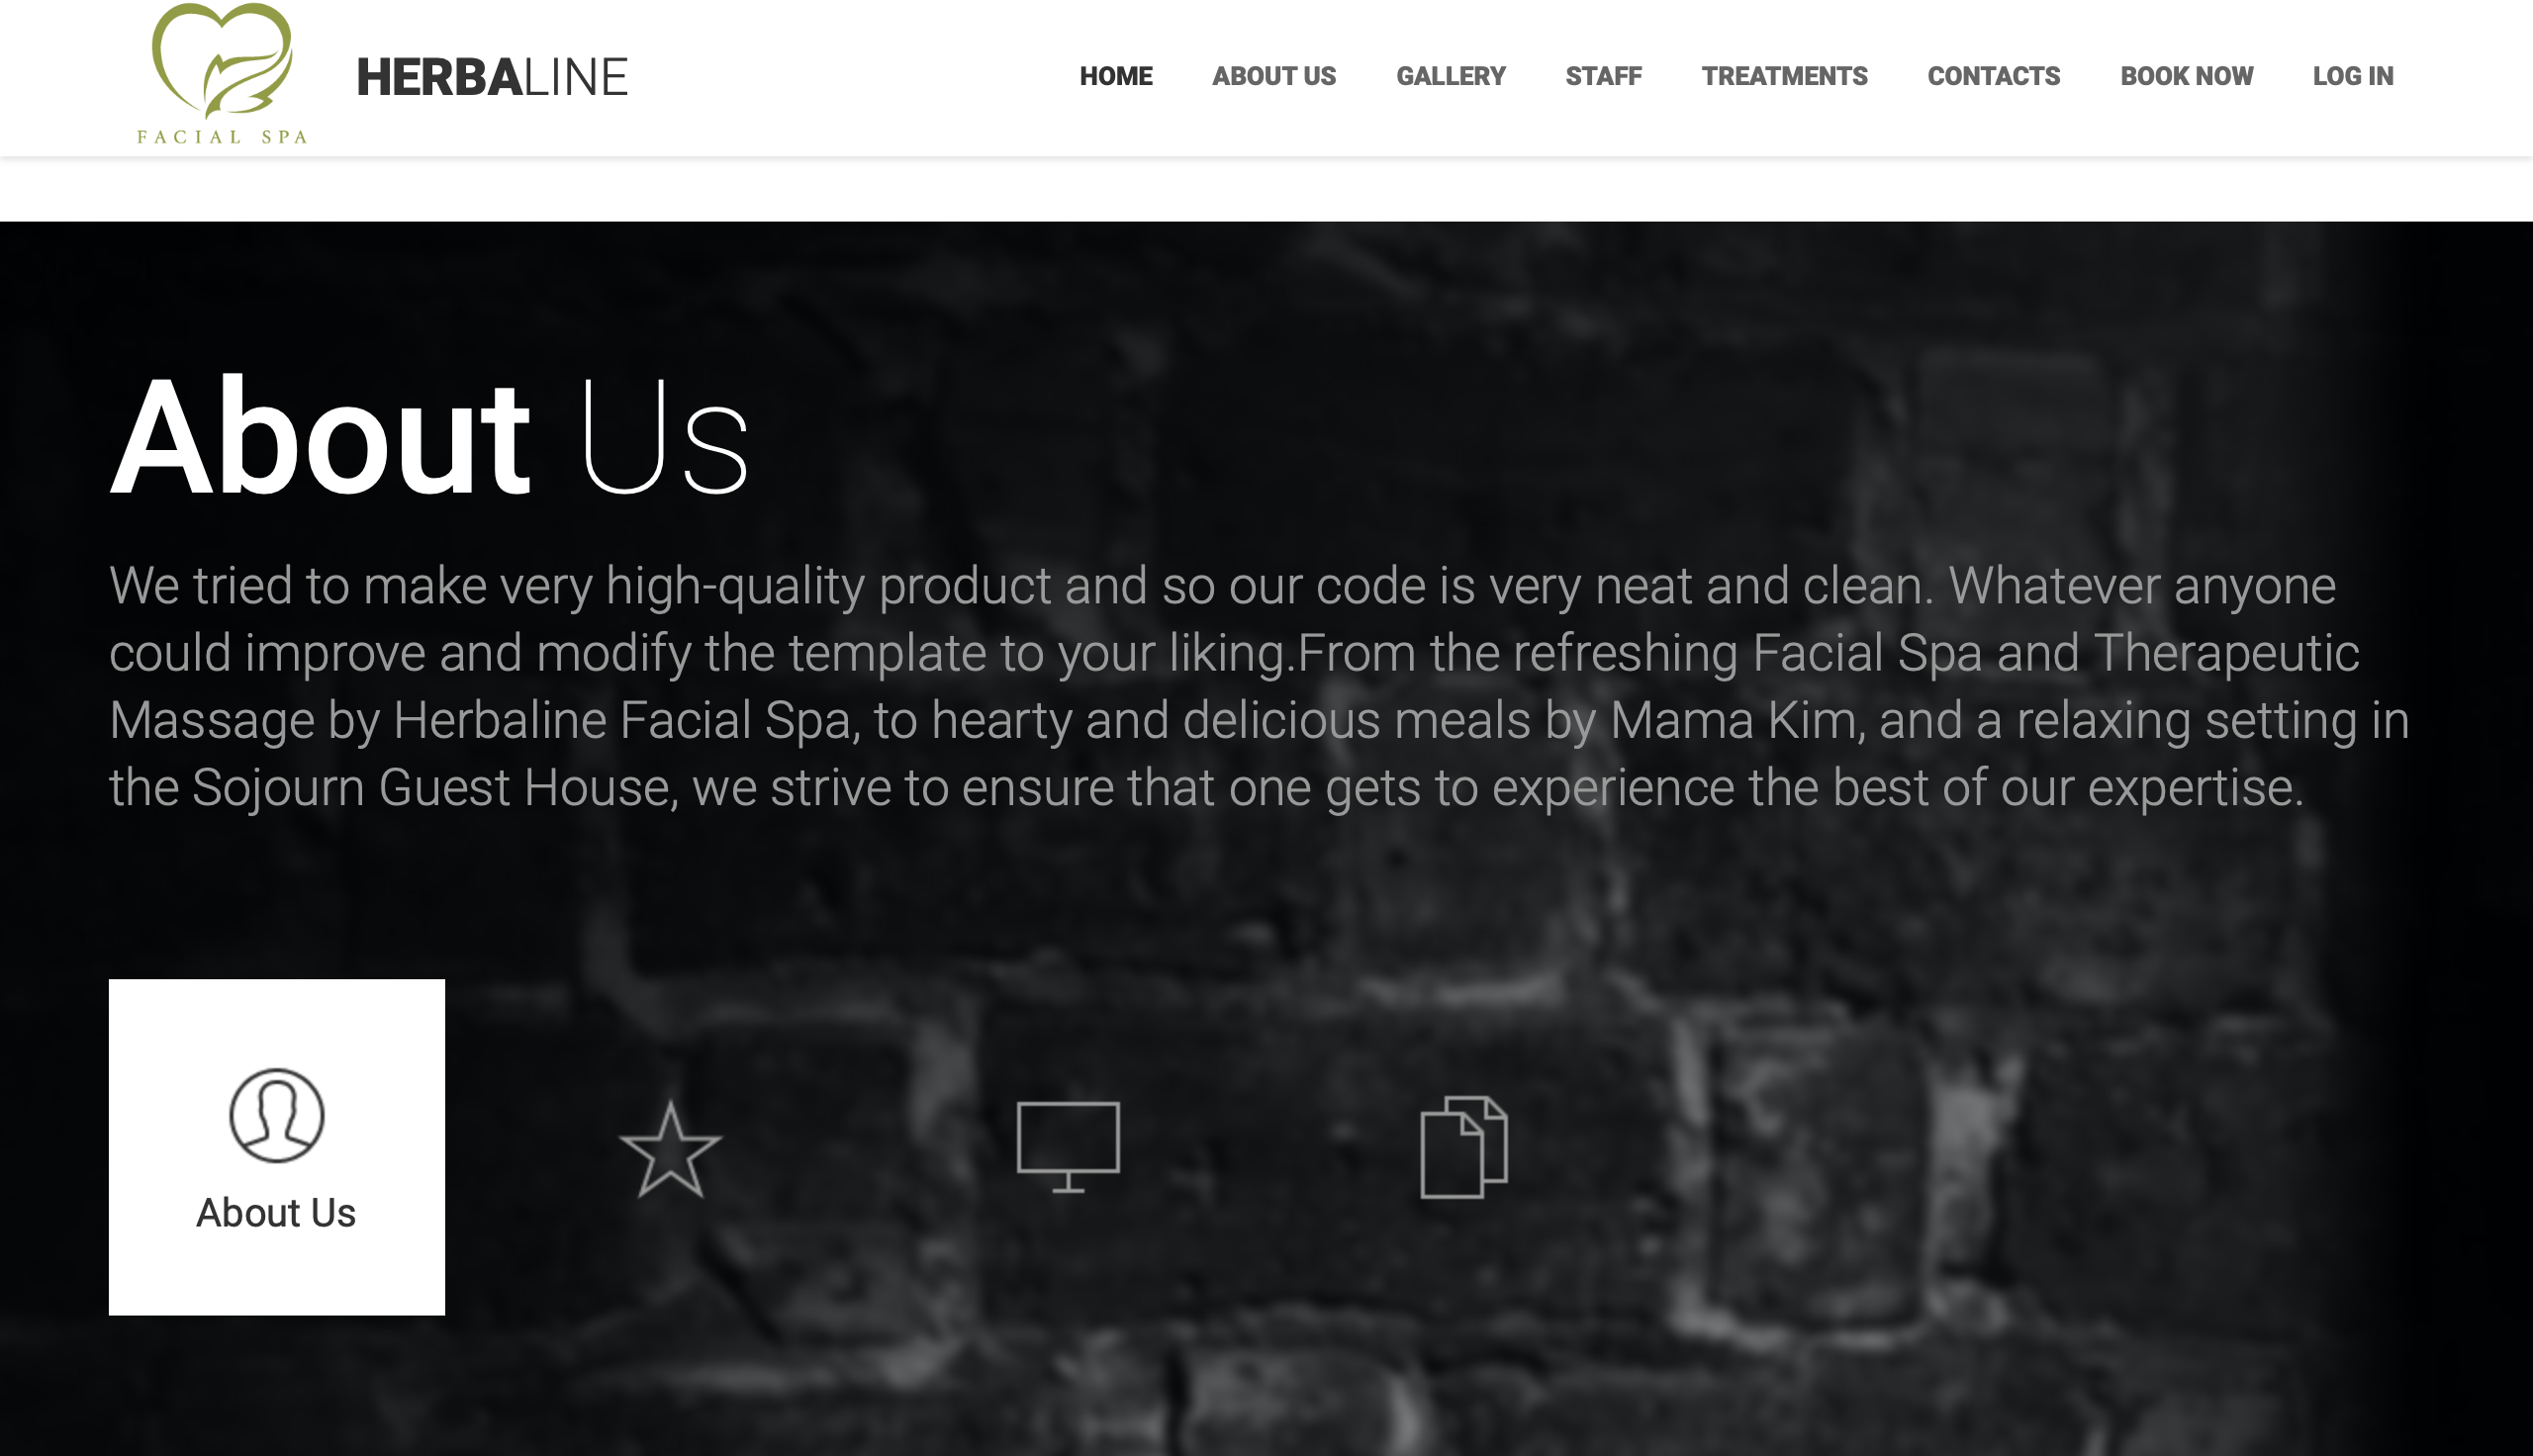 FACIAL SPA
HERBALINE
HOME ABOUT US GALLERY STAFF TREATMENTS CONTACTS BOOK NOW LOG IN
About Us
We tried to make very high-quality product and so our code is very neat and clean. Whatever anyone
could improve and modify the template to your liking.From the refreshing Facial Spa and Therapeutic
Massage by Herbaline Facial Spa, to hearty and delicious meals by Mama Kim, and a relaxing setting in
the Sojourn Guest House, we strive to ensure that one gets to experience the best of our expertise.
About Us